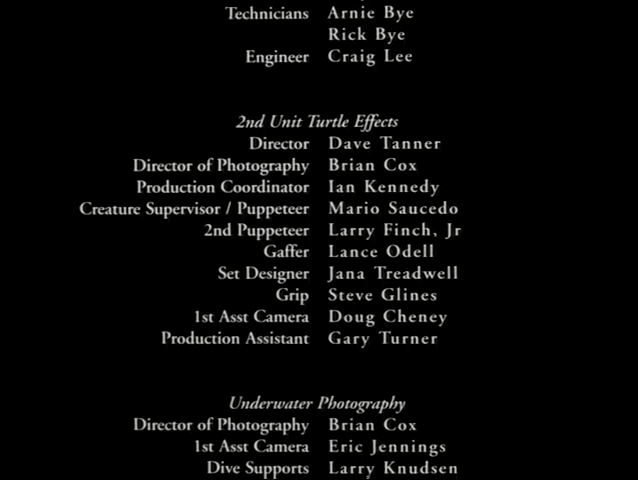 Technicians Arnie Bye
Rick Bye
Engineer Craig Lee
2nd Unit Turtle Effects
Director Dave Tanner
Director of Photography Brian Cox
Production Coordinator Ian Kennedy
Creature Supervisor / Puppeteer Mario Saucedo
2nd Puppeteer Larry Finch, Jr
Gaffer Lance Odell
Set Designer Jana Treadwell
Grip Steve Glines
1st Asst Camera Doug Cheney
Production Assistant Gary Turner
Underwater Photography
Director of Photography Brian Cox
1st Asst Camera Eric Jennings
Dive Supports Larry Knudsen